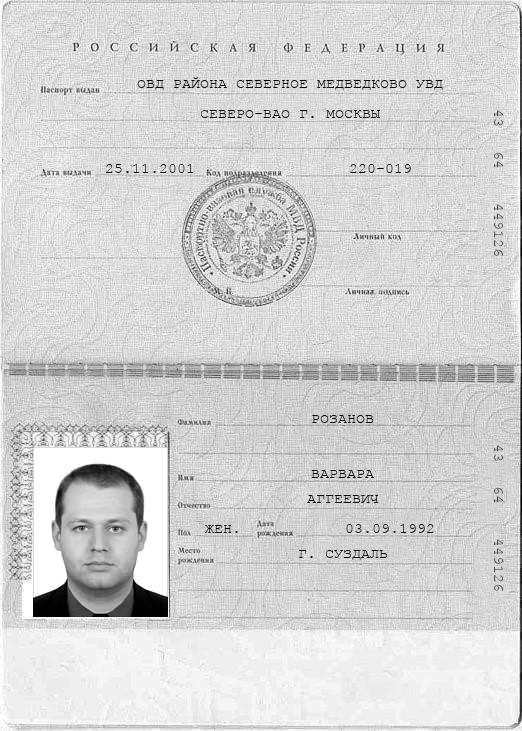 РОССИЙСКАЯ ФЕДЕРАЦИЯ
Паспорт выдан ОВД РАЙОНА СЕВЕРНОЕ МЕДВЕДКОВО УВД
СЕВЕРО-ВАО Г. МОСКВЫ
Дата выдачи 25.11.2001 Код подразделения 220-019
Паспортно-визовая служба МВД России
Личный код
М.П.
Личная подпись
43 64 449126
Фамилия РОЗАНОВ
Имя ВАРВАРА
Отчество АГГЕЕВИЧ
Пол ЖЕН. Дата рождения 03.09.1992
Место рождения Г. СУЗДАЛЬ
43 64 449126